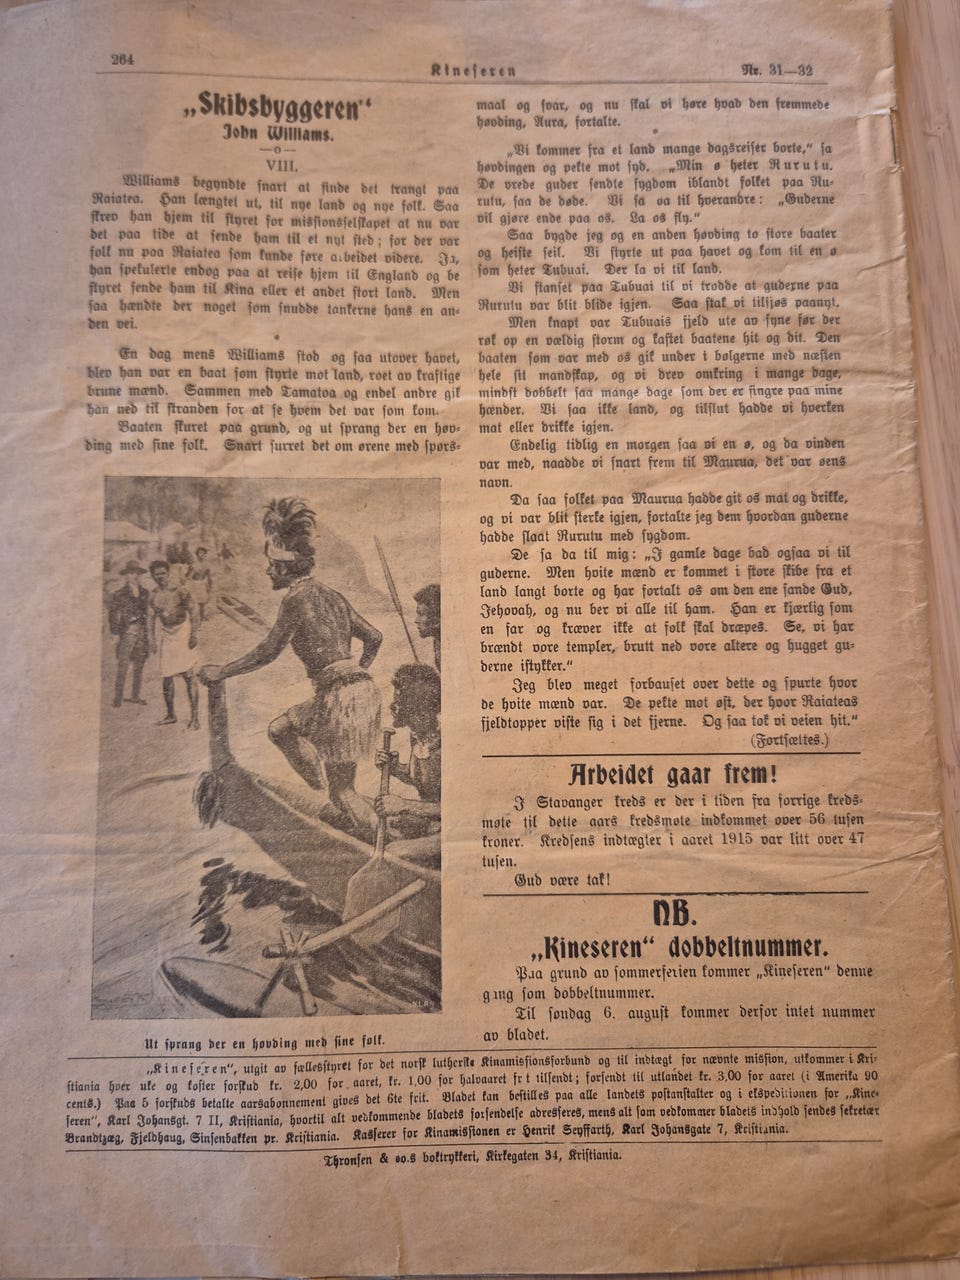 264
Kineseren
Nr. 31—32
„Skibsbyggeren“
John Williams.
—o—
VIII.
Williams begyndte snart at finde det trangt paa
Raiatea. Han længtet ut, til nye land og nye folk. Saa
skrev han hjem til styret for missionsselskapet at nu var
det paa tide at sende ham til et nyt sted; for der var
folk nu paa Raiatea som kunde føre arbeidet videre. Ja,
han spekulerte endog paa at reise hjem til England og be
styret sende ham til Kina eller et andet stort land. Men
saa hændte der noget som snudde tankerne hans en an-
den vei.
*
En dag mens Williams stod og saa utover havet,
blev han var en baat som styrte mot land, roet av kraftige
brune mænd. Sammen med Tamatoa og endel andre gik
han ned til stranden for at se hvem det var som kom.
Baaten skuret paa grund, og ut sprang der en høv-
ding med sine folk. Snart surret det om ørene med spørs-
Ut sprang der en høvding med sine folk.
maal og svar, og nu skal vi høre hvad den fremmede
høvding, Aura, fortalte.
*
„Vi kommer fra et land mange dagsreiser borte,“ sa
høvdingen og pekte mot syd. „Min ø heter Rurutu.
De vrede guder sendte sygdom iblandt folket paa Ru-
rutu, saa de døde. Vi sa da til hverandre: „Guderne
vil gjøre ende paa os. La os fly.“
Saa bygde jeg og en anden høvding to store baater
og heiste seil. Vi styrte ut paa havet og kom til en ø
som heter Tubuai. Der la vi til land.
Vi stanset paa Tubuai til vi trodde at guderne paa
Rurutu var blit blide igjen. Saa stak vi tilsjøs paanyt.
Men knapt var Tubuais fjeld ute av syne før der
røk op en vældig storm og kastet baatene hit og dit. Den
baaten som var med os gik under i bølgerne med næsten
hele sit mandskap, og vi drev omkring i mange dage,
mindst dobbelt saa mange dage som der er fingre paa mine
hænder. Vi saa ikke land, og tilslut hadde vi hverken
mat eller drikke igjen.
Endelig tidlig en morgen saa vi en ø, og da vinden
var med, naadde vi snart frem til Maurua, det var øens
navn.
Da saa folket paa Maurua hadde git os mat og drikke,
og vi var blit sterke igjen, fortalte jeg dem hvordan guderne
hadde slaat Rurutu med sygdom.
De sa da til mig: „I gamle dage bad ogsaa vi til
guderne. Men hvite mænd er kommet i store skibe fra et
land langt borte og har fortalt os om den ene sande Gud,
Jehovah, og nu ber vi alle til ham. Han er kjærlig som
en far og kræver ikke at folk skal dræpes. Se, vi har
brændt vore templer, brutt ned vore altere og hugget gu-
derne istykker.“
Jeg blev meget forbauset over dette og spurte hvor
de hvite mænd var. De pekte mot øst, der hvor Raiateas
fjeldtopper viste sig i det fjerne. Og saa tok vi veien hit.“
(Fortsættes.)
Arbeidet gaar frem!
I Stavanger kreds er der i tiden fra forrige kreds-
møte til dette aars kredsmøte indkommet over 56 tusen
kroner. Kredsens indtægter i aaret 1915 var litt over 47
tusen.
Gud være tak!
NB.
„Kineseren“ dobbeltnummer.
Paa grund av sommerferien kommer „Kineseren“ denne
gang som dobbeltnummer.
Til søndag 6. august kommer derfor intet nummer
av bladet.
„Kineseren“, utgit av fællesstyret for det norsk lutherske Kinamissionsforbund og til indtægt for nævnte mission, utkommer i Kri-
stiania hver uke og koster forskud kr. 2,00 for aaret, kr. 1,00 for halvaaret frit tilsendt; forsendt til utlandet kr. 3,00 for aaret (i Amerika 90
cents.) Paa 5 forskuds betalte aarsabonnement gives det 6te frit. Bladet kan bestilles paa alle landets postanstalter og i ekspeditionen for „Kine-
seren“, Karl Johansgt. 7 II, Kristiania, hvortil alt vedkommende bladets forsendelse adresseres, mens alt som vedkommer bladets indhold sendes sekretær
Brandtzæg, Fjeldhaug, Sinsenbakken pr. Kristiania. Kasserer for Kinamissionen er Henrik Seyffarth, Karl Johansgate 7, Kristiania.
Thronsen & co.s boktrykkeri, Kirkegaten 34, Kristiania.